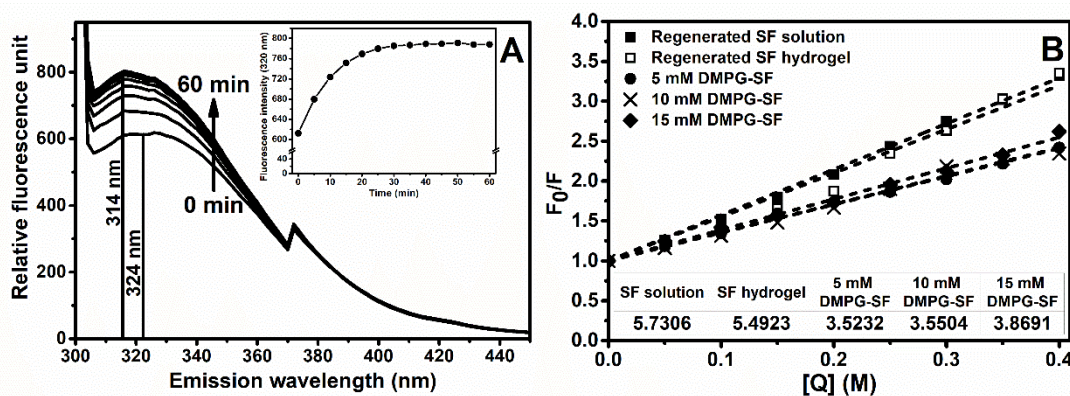 A
Relative fluorescence unit
800
600
400
200
0
300 320 340 360 380 400 420 440
Emission wavelength (nm)
60 min
0 min
314 nm
324 nm
Fluorescence intensity (320 nm)
800
700
600
40
0
0 10 20 30 40 50 60
Time (min)
B
F0/F
4.0
3.5
3.0
2.5
2.0
1.5
1.0
0.5
0.0
0.0 0.1 0.2 0.3 0.4
[Q] (M)
Regenerated SF solution
Regenerated SF hydrogel
5 mM DMPG-SF
10 mM DMPG-SF
15 mM DMPG-SF
SF solution SF hydrogel 5 mM DMPG-SF 10 mM DMPG-SF 15 mM DMPG-SF
5.7306 5.4923 3.5232 3.5504 3.8691